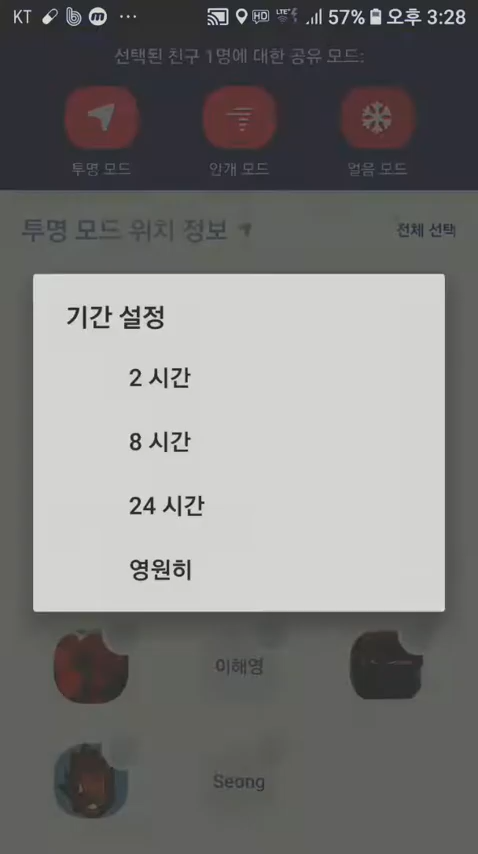 KT ··· HD LTE 57% 오후 3:28
선택된 친구 1명에 대한 공유 모드:
투명 모드 안개 모드 얼음 모드
투명 모드 위치 정보 전체 선택
기간 설정
2 시간
8 시간
24 시간
영원히
이해영
Seong